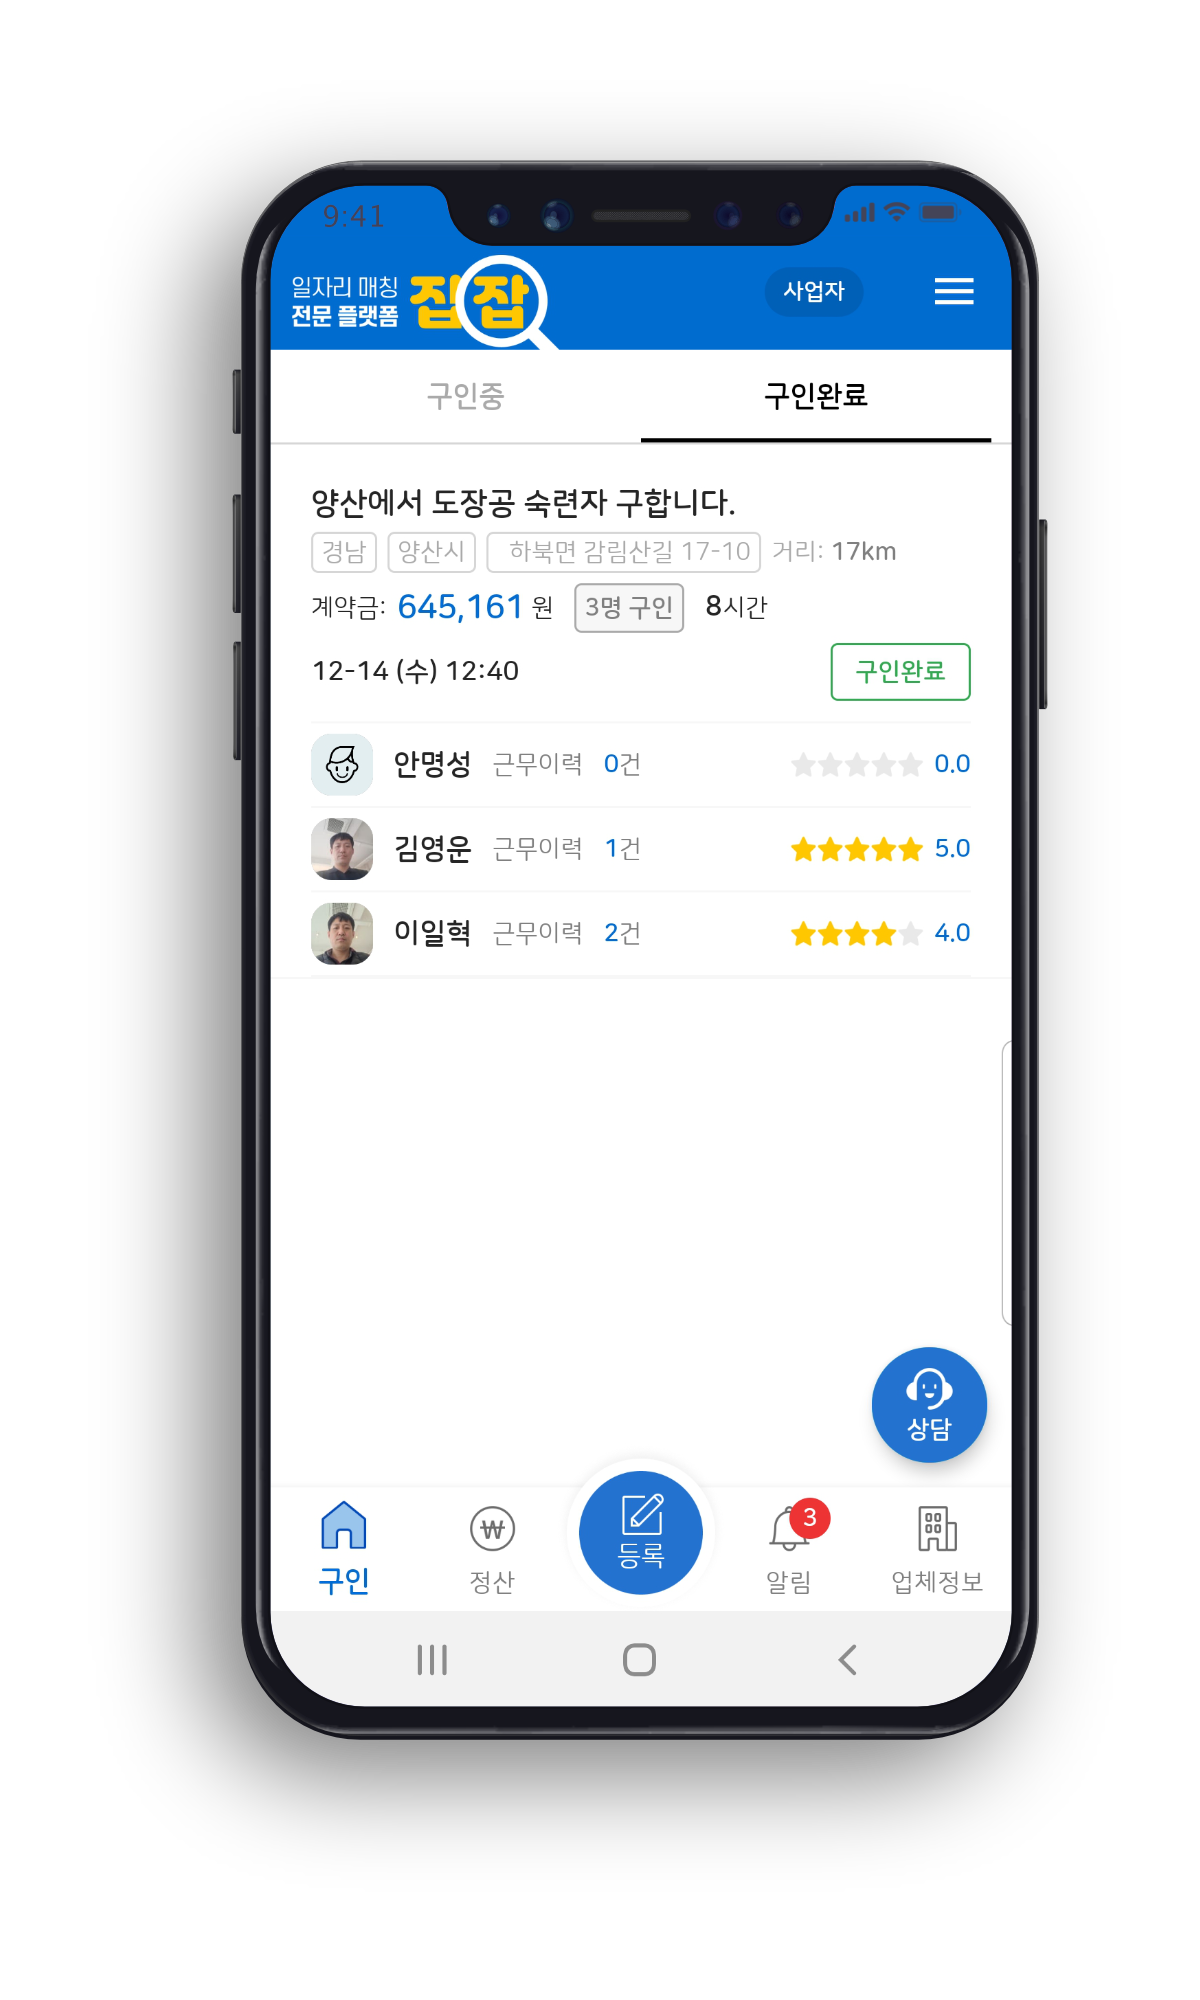 9:41
일자리 매칭
전문 플랫폼
집잡
사업자
구인중
구인완료
양산에서 도장공 숙련자 구합니다.
경남 양산시 하북면 감림산길 17-10 거리: 17km
계약금: 645,161 원 3명 구인 8시간
12-14 (수) 12:40 구인완료
안명성 근무이력 0건 0.0
김영운 근무이력 1건 5.0
이일혁 근무이력 2건 4.0
상담
3
구인 정산 등록 알림 업체정보